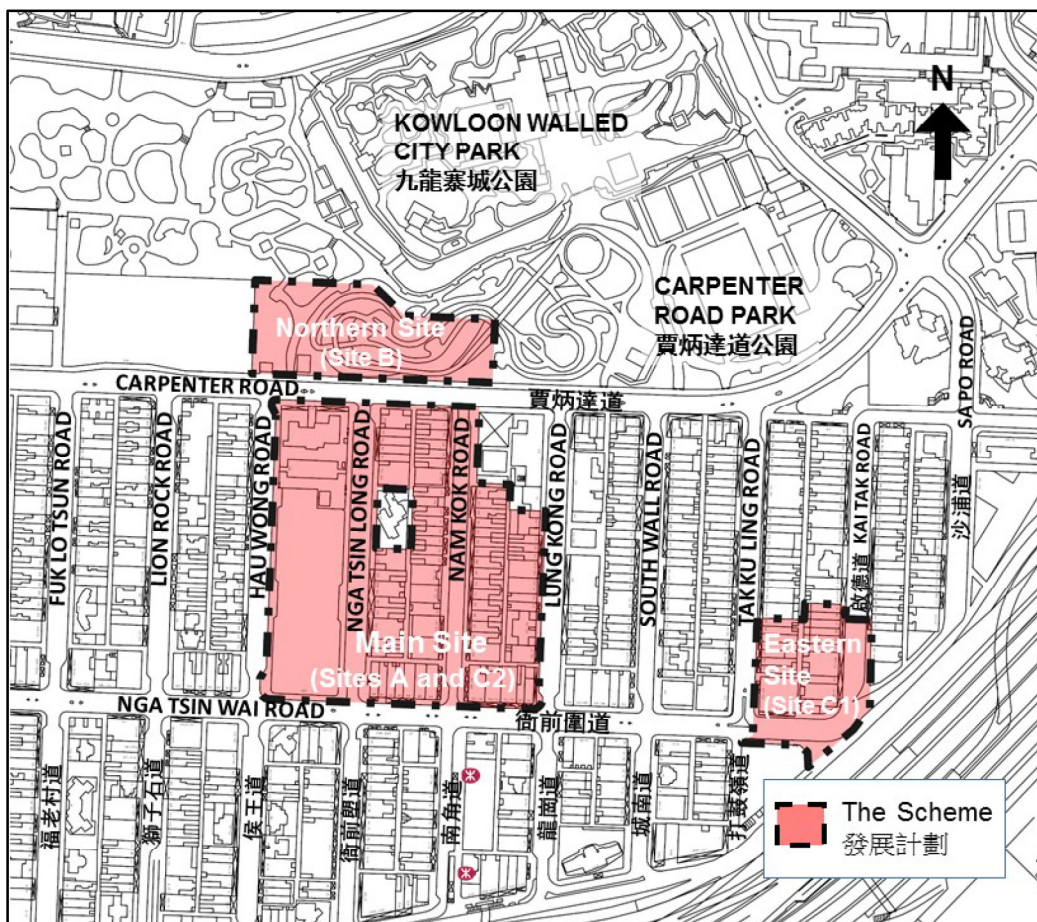 N
KOWLOON WALLED
CITY PARK
九龍寨城公園
CARPENTER
ROAD PARK
賈炳達道公園
Northern Site
(Site B)
CARPENTER ROAD
賈炳達道
FUK LO TSUN ROAD
LION ROCK ROAD
HAU WONG ROAD
NGA TSIN LONG ROAD
NAM KOK ROAD
LUNG KONG ROAD
SOUTH WALL ROAD
TAKKU LING ROAD
啟德道 KAI TAK ROAD
SA PO ROAD
沙浦道
Main Site
(Sites A and C2)
Eastern
Site
(Site C1)
NGA TSIN WAI ROAD
衙前圍道
福老村道
獅子石道
侯王道
衙前塱道
南角道
龍崗道
城南道
打鼓嶺道
The Scheme
發展計劃